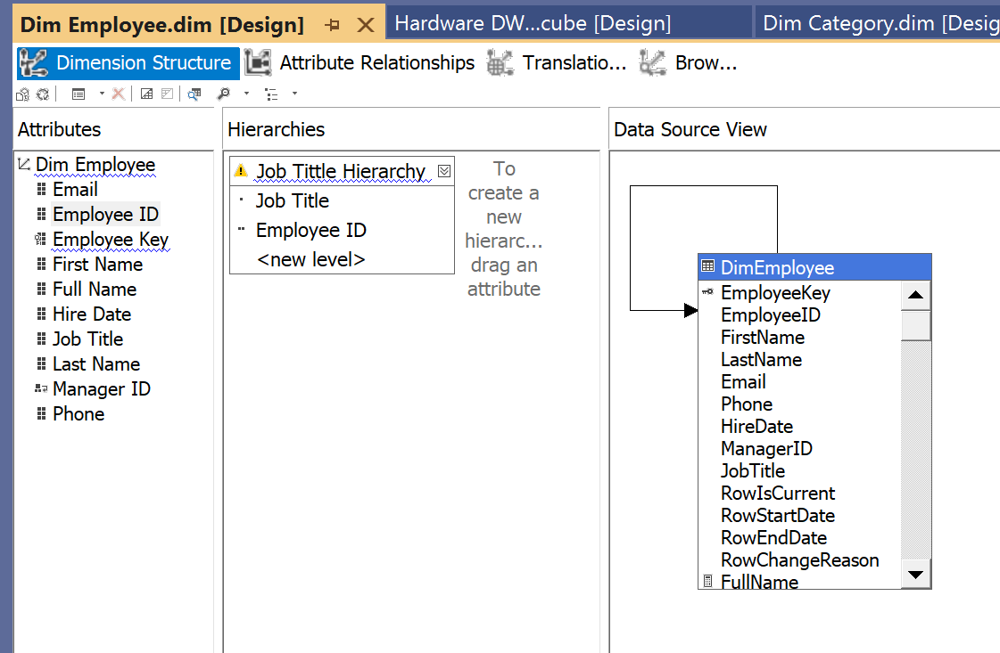 Dim Employee.dim [Design]
Hardware DW...cube [Design]
Dim Category.dim [Desig
Dimension Structure
Attribute Relationships
Translatio...
Brow...
Attributes
Dim Employee
Email
Employee ID
Employee Key
First Name
Full Name
Hire Date
Job Title
Last Name
Manager ID
Phone
Hierarchies
Job Tittle Hierarchy
Job Title
Employee ID
<new level>
To
create a
new
hierarc...
drag an
attribute
Data Source View
DimEmployee
EmployeeKey
EmployeeID
FirstName
LastName
Email
Phone
HireDate
ManagerID
JobTitle
RowIsCurrent
RowStartDate
RowEndDate
RowChangeReason
FullName